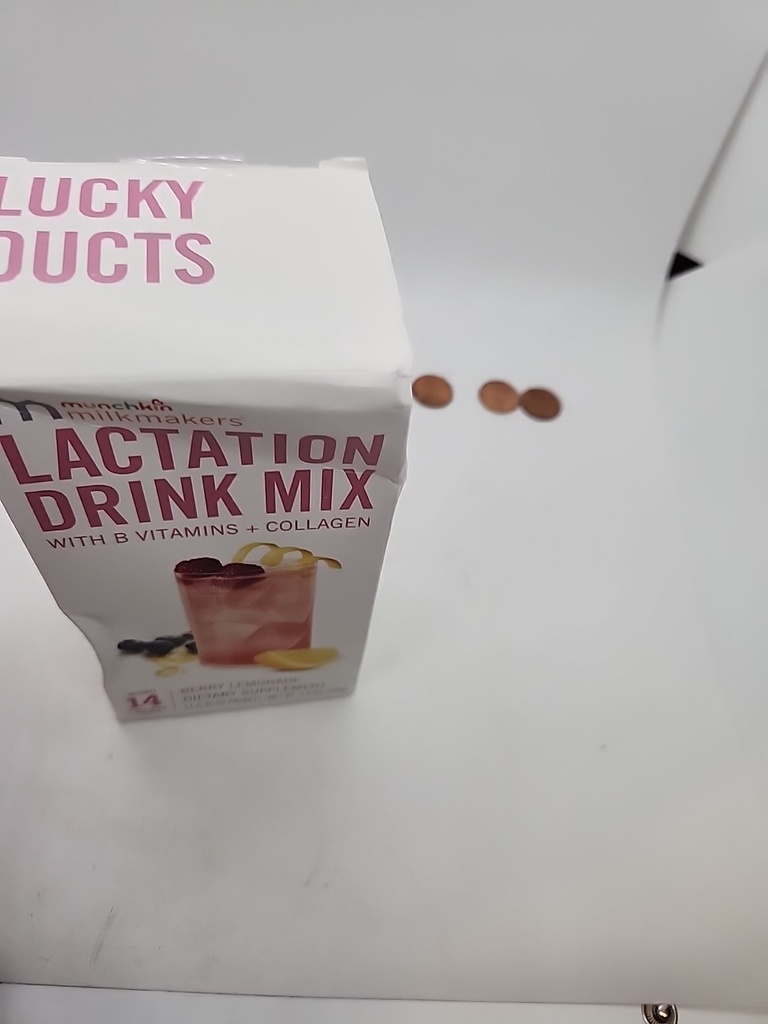 LUCKY
DUCTS
m munchkin
milkmakers
LACTATION
DRINK MIX
WITH B VITAMINS + COLLAGEN
14
BERRY LEMONADE
DIETARY SUPPLEMENT